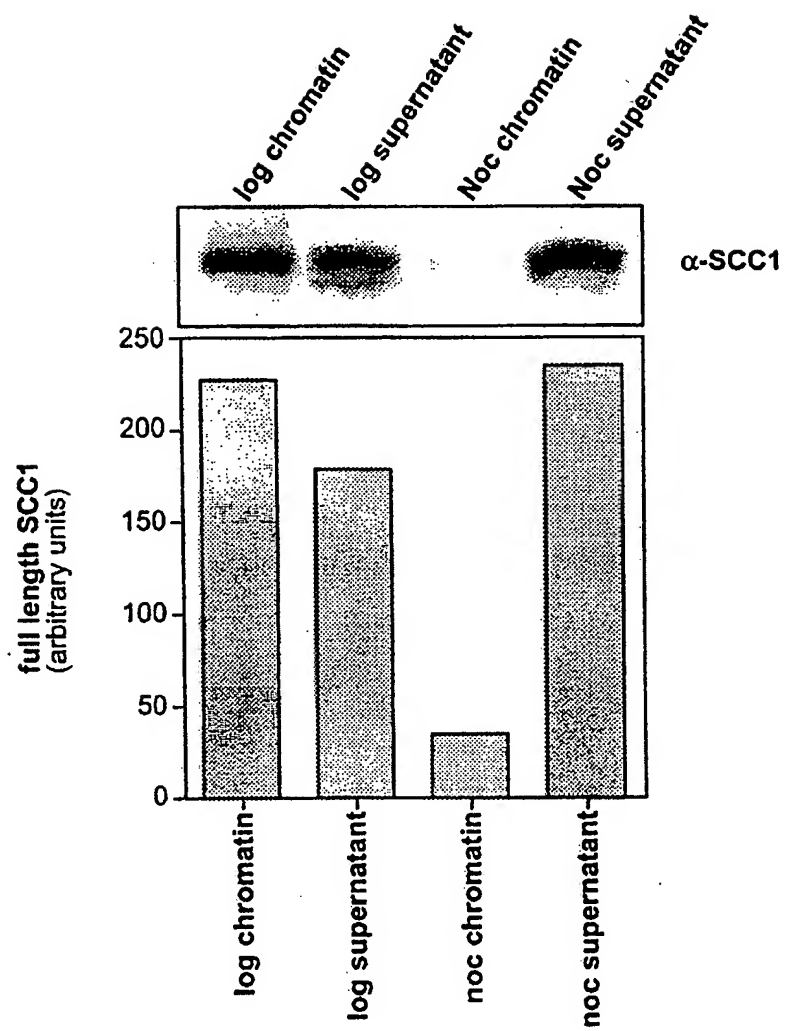 log chromatin
log supernatant
Noc chromatin
Noc supernatant
α-SCC1
250
200
150
100
50
0
full length SCC1
(arbitrary units)
log chromatin
log supernatant
noc chromatin
noc supernatant